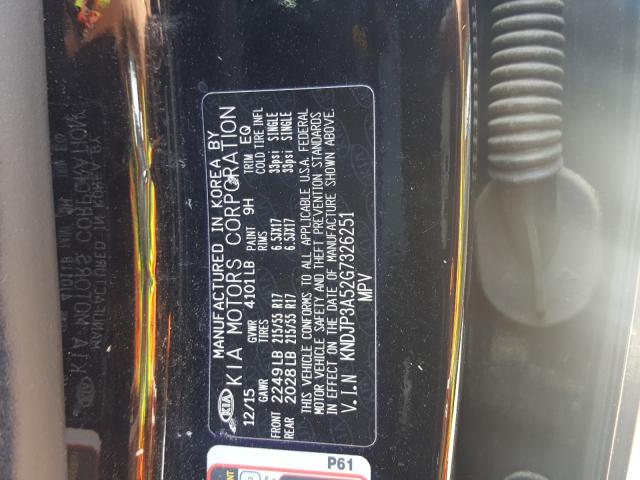 MANUFACTURED IN KOREA BY
KIA KIA MOTORS CORPORATION
12/15 GVWR 4101LB PAINT 9H TRIM EQ
GAWR TIRES RIMS COLD TIRE INFL
FRONT 2249LB 215/55 R17 6.5JX17 33psi SINGLE
REAR 2028LB 215/55 R17 6.5JX17 33psi SINGLE
THIS VEHICLE CONFORMS TO ALL APPLICABLE U.S.A. FEDERAL
MOTOR VEHICLE SAFETY AND THEFT PREVENTION STANDARDS
IN EFFECT ON THE DATE OF MANUFACTURE SHOWN ABOVE.
V.I.N KNDJP3A52G7326251
MPV
P61